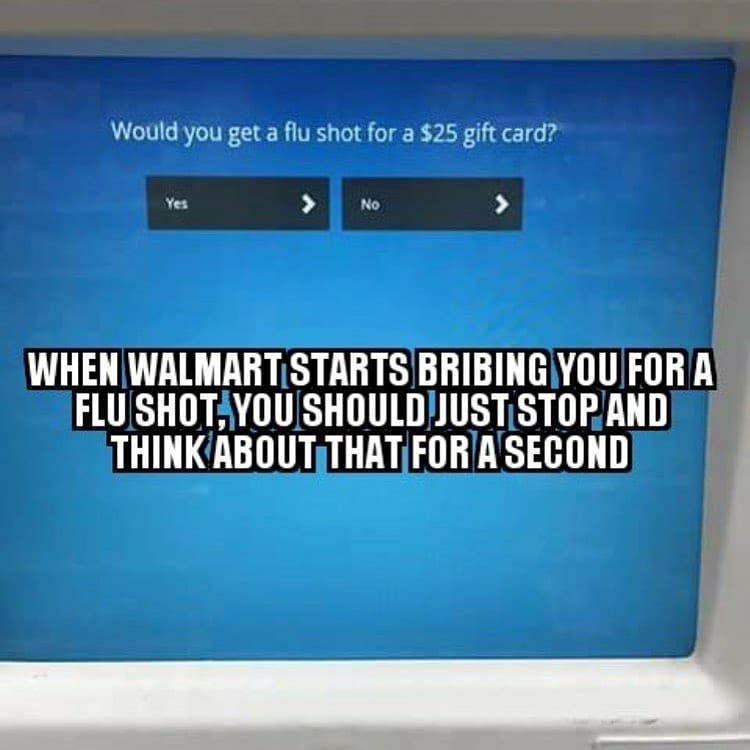 Would you get a flu shot for a $25 gift card?
Yes
No
WHEN WALMART STARTS BRIBING YOU FOR A
FLU SHOT, YOU SHOULD JUST STOP AND
THINK ABOUT THAT FOR A SECOND